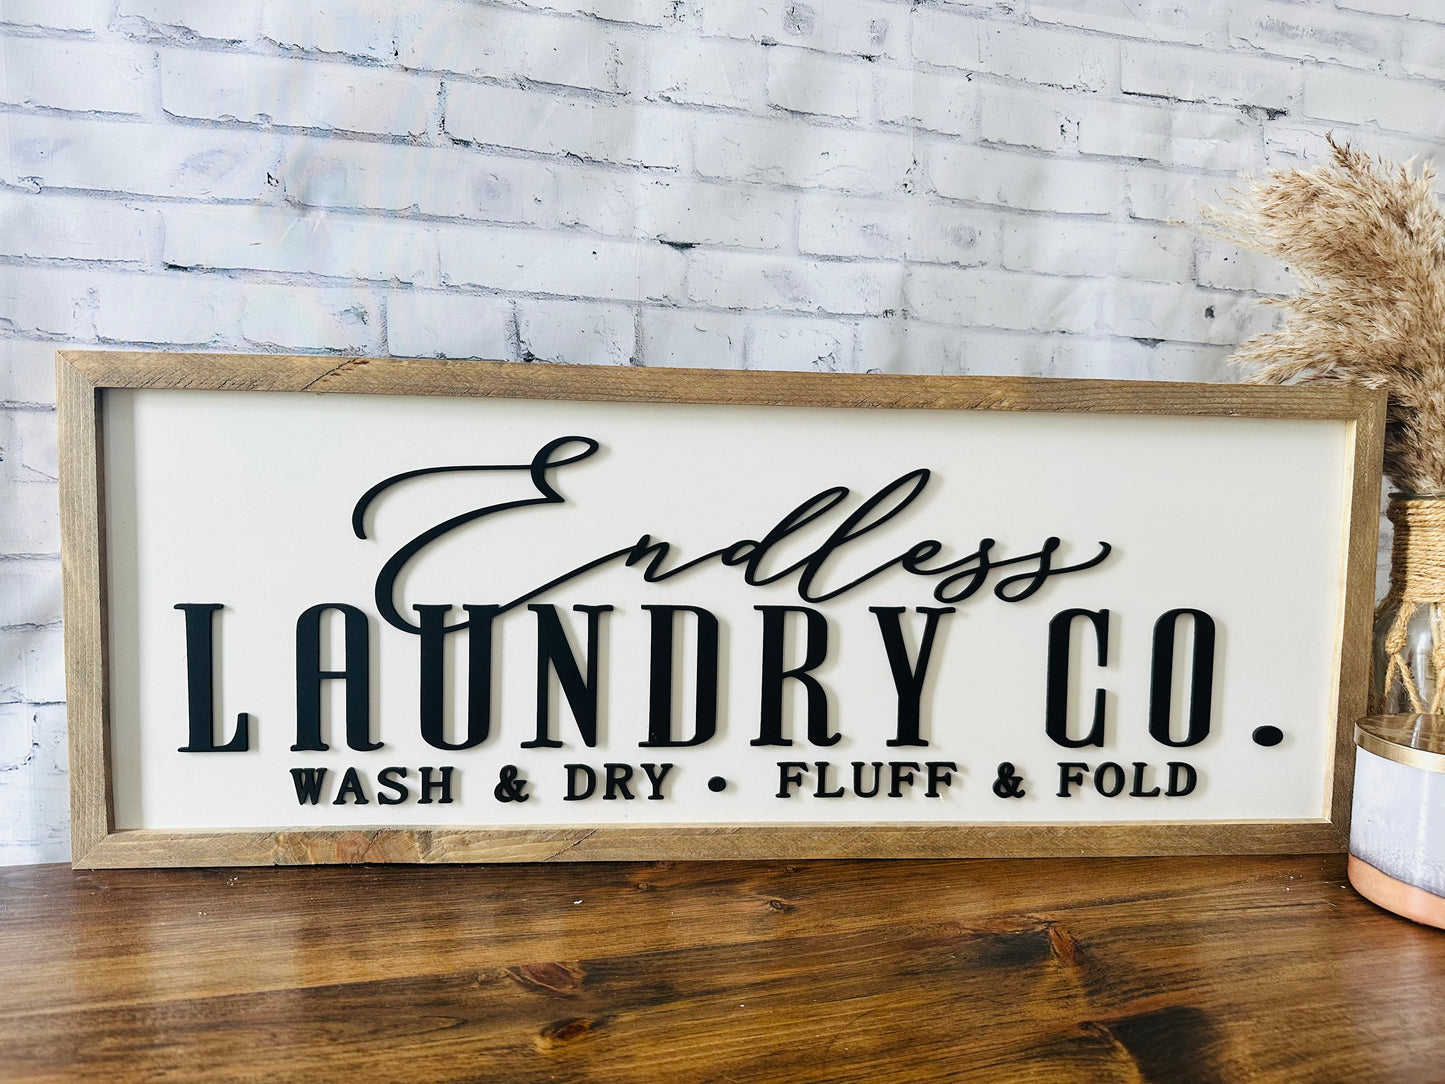 Endless
LAUNDRY CO.
WASH & DRY • FLUFF & FOLD